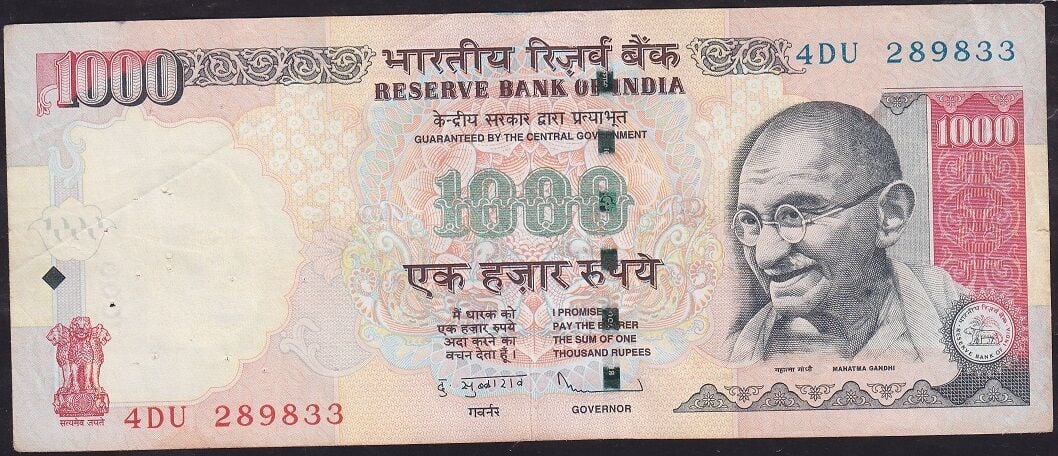 1000
भारतीय रिज़र्व बैंक
4DU 289833
RESERVE BANK OF INDIA
केन्द्रीय सरकार द्वारा प्रत्याभूत
GUARANTEED BY THE CENTRAL GOVERNMENT
1000
1000
1000
एक हज़ार रुपये
मैं धारक को
एक हज़ार रुपये
अदा करने का
वचन देता हूँ।
I PROMISE
PAY THE BEARER
THE SUM OF ONE
THOUSAND RUPEES
भारतीय रिज़र्व बैंक
RESERVE BANK OF INDIA
महात्मा गांधी
MAHATMA GANDHI
दु. सुब्बाराव
गवर्नर
GOVERNOR
सत्यमेव जयते
4DU 289833